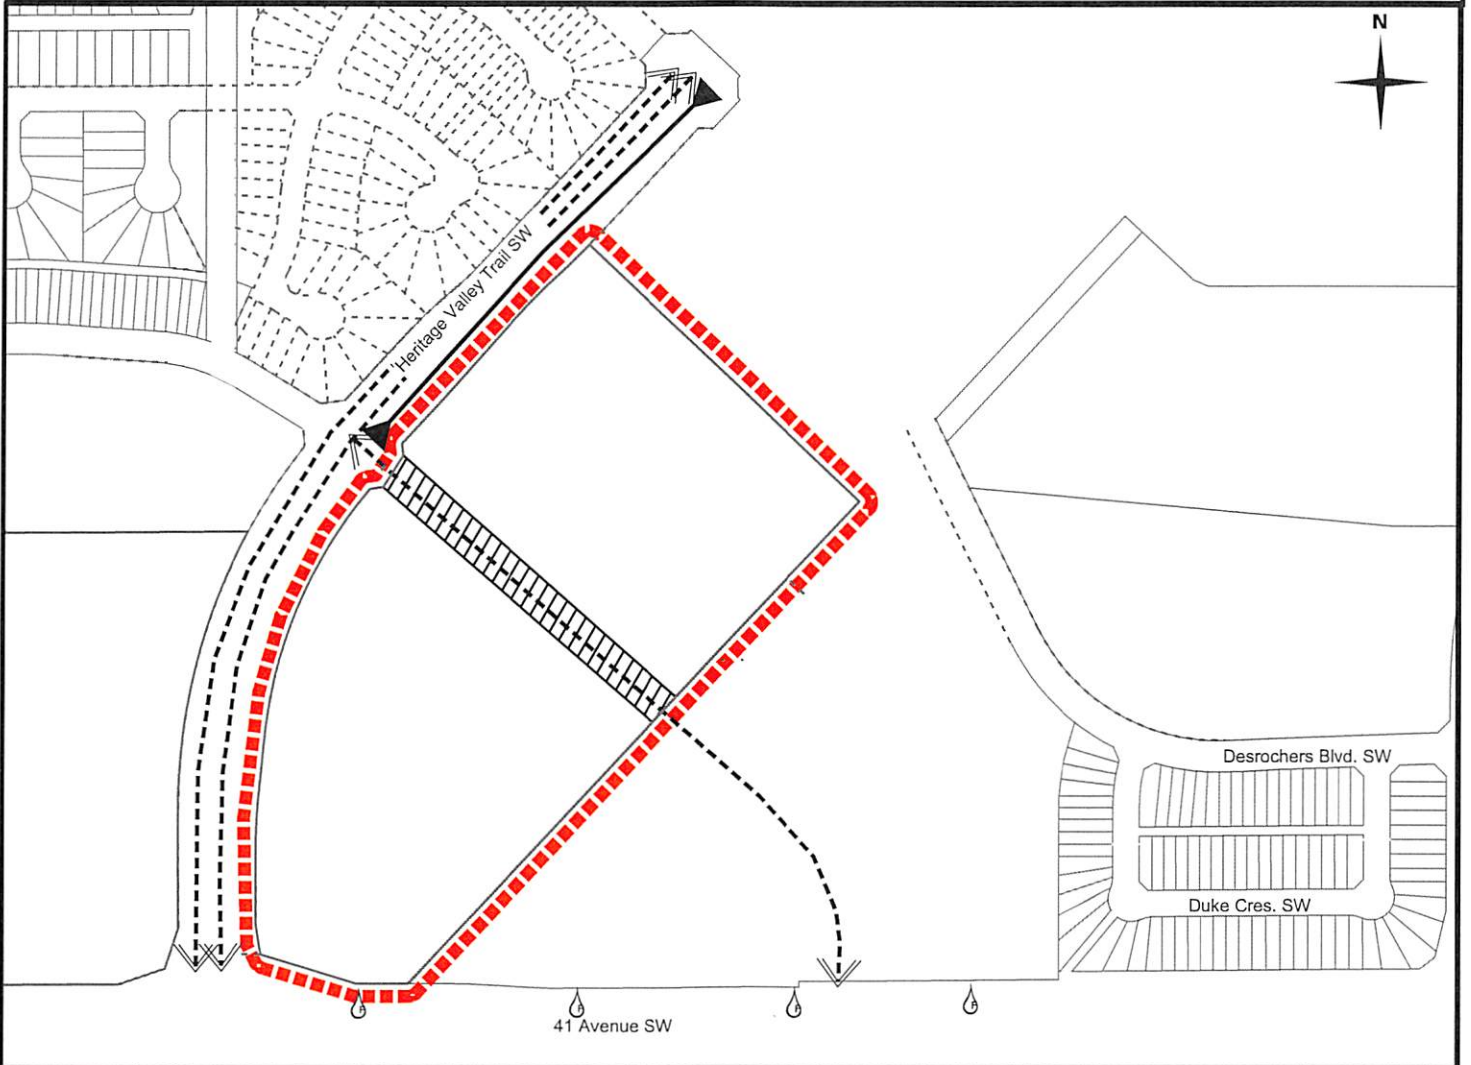 N
Heritage Valley Trail SW
Desrochers Blvd. SW
Duke Cres. SW
F
F
F
F
41 Avenue SW